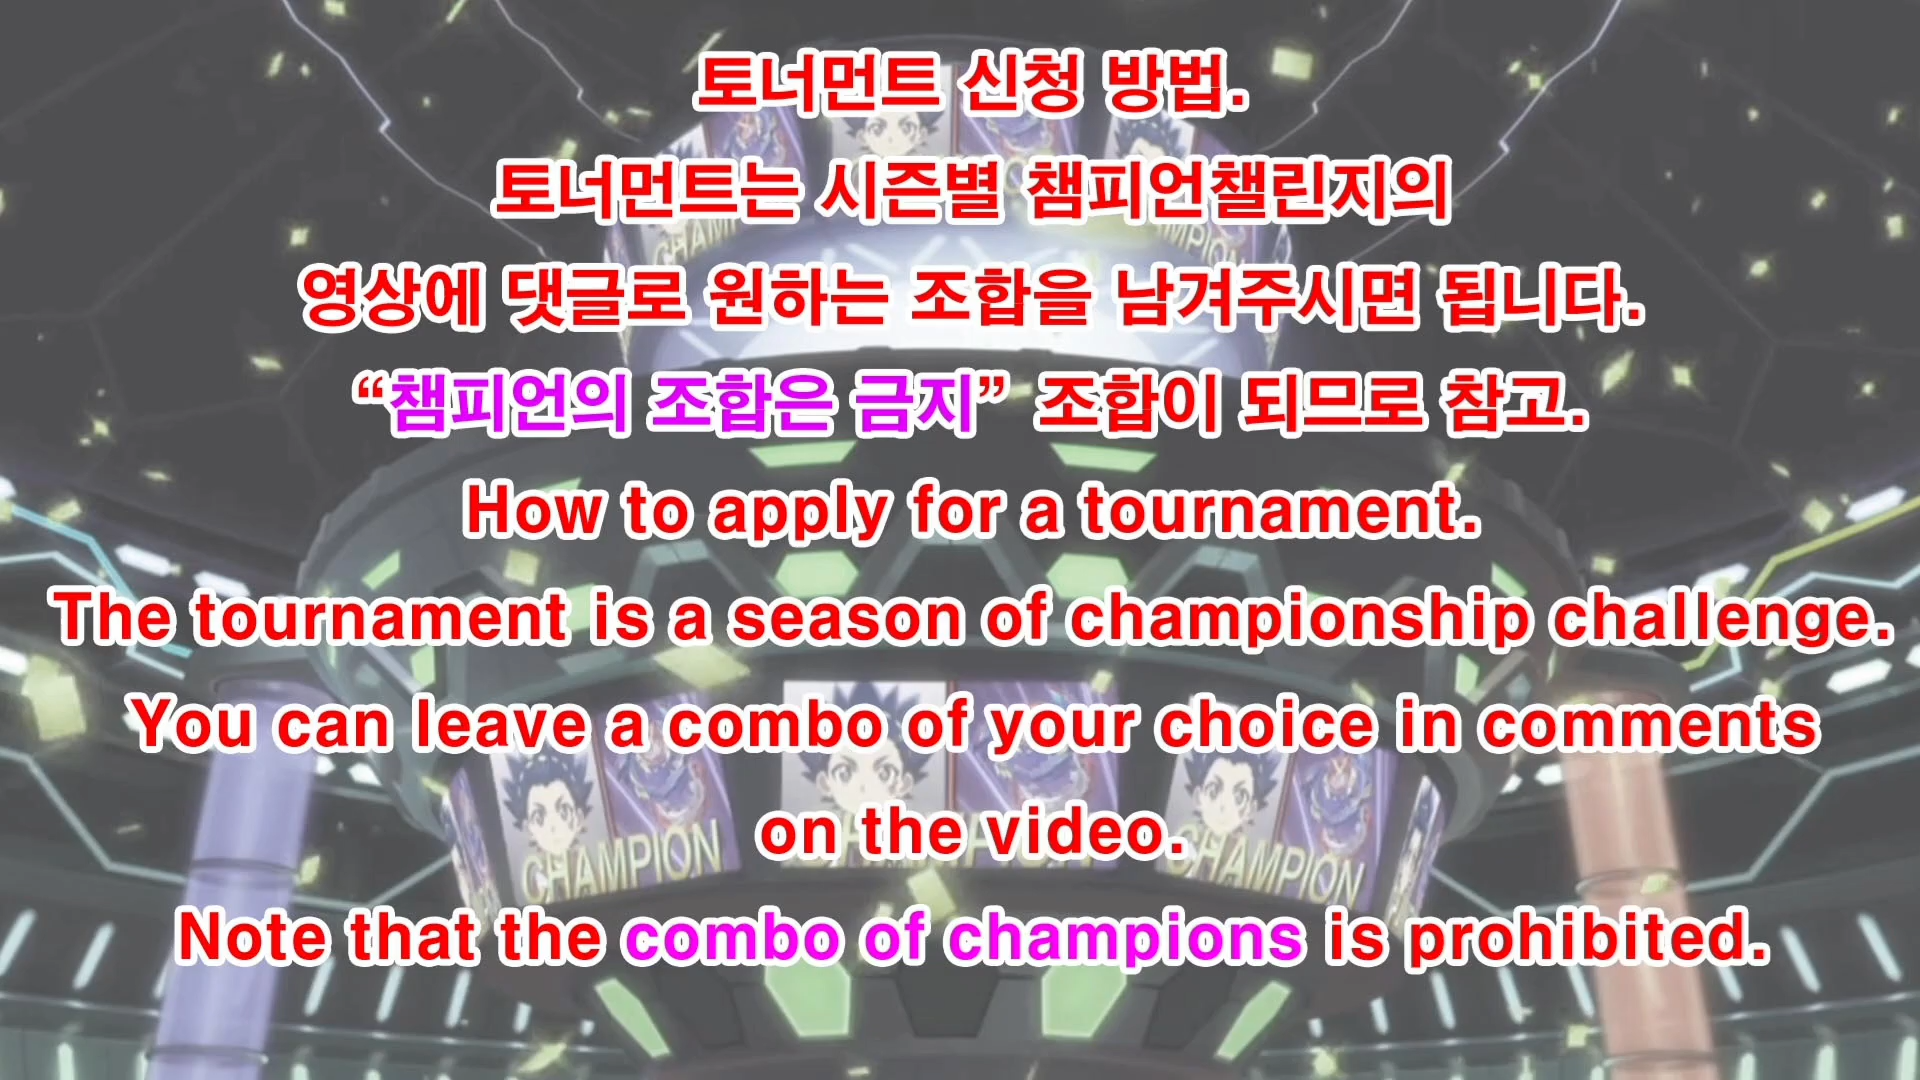 토너먼트 신청 방법.
토너먼트는 시즌별 챔피언챌린지의
영상에 댓글로 원하는 조합을 남겨주시면 됩니다.
“챔피언의 조합은 금지” 조합이 되므로 참고.
How to apply for a tournament.
The tournament is a season of championship challenge.
You can leave a combo of your choice in comments
on the video.
Note that the combo of champions is prohibited.
CHAMPION
CHAMPION
CHAMPION